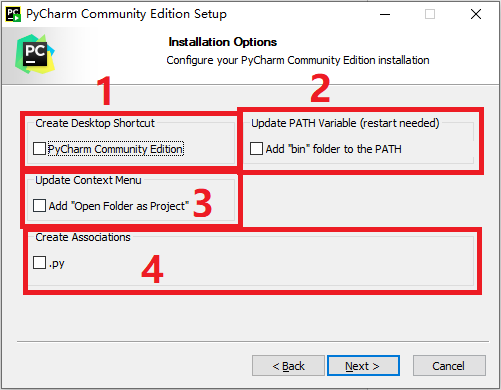 PyCharm Community Edition Setup
PC
Installation Options
Configure your PyCharm Community Edition installation
1
2
Create Desktop Shortcut
Update PATH Variable (restart needed)
PyCharm Community Edition
Add "bin" folder to the PATH
Update Context Menu
Add "Open Folder as Project"
3
Create Associations
.py
4
< Back
Next >
Cancel